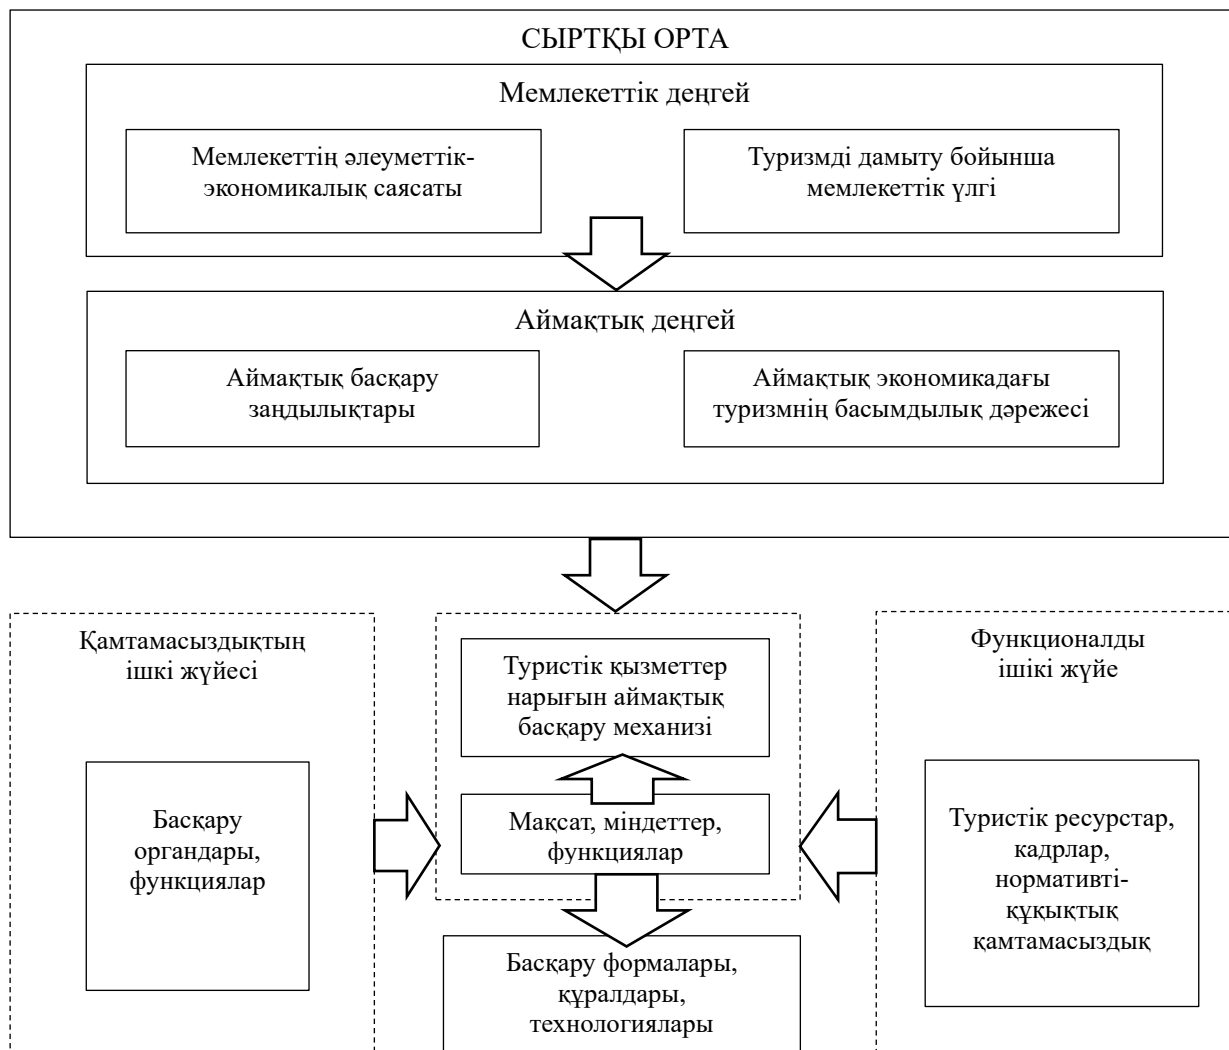 СЫРТҚЫ ОРТА
Мемлекеттік деңгей
Мемлекеттің әлеуметтік-
экономикалық саясаты
Туризмді дамыту бойынша
мемлекеттік үлгі
Аймақтық деңгей
Аймақтық басқару
заңдылықтары
Аймақтық экономикадағы
туризмнің басымдылық дәрежесі
Қамтамасыздықтың
ішкі жүйесі
Басқару
органдары,
функциялар
Туристік қызметтер
нарығын аймақтық
басқару механизі
Мақсат, міндеттер,
функциялар
Басқару формалары,
құралдары,
технологиялары
Функционалды
ішікі жүйе
Туристік ресурстар,
кадрлар,
нормативті-
құқықтық
қамтамасыздық